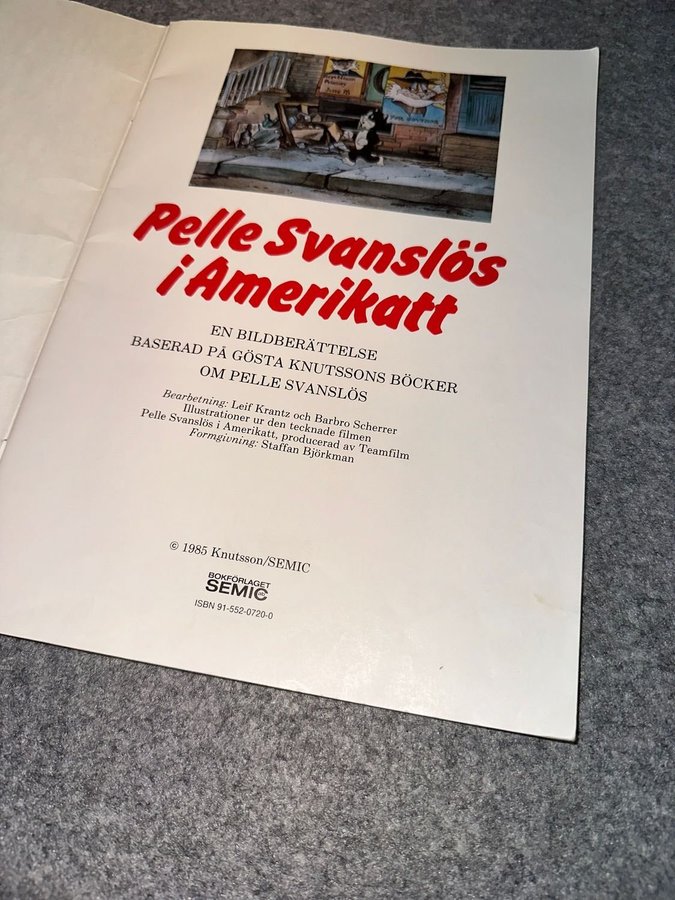 Pelle Svanslös
i Amerikatt
EN BILDBERÄTTELSE
BASERAD PÅ GÖSTA KNUTSSONS BÖCKER
OM PELLE SVANSLÖS
Bearbetning: Leif Krantz och Barbro Scherrer
Illustrationer ur den tecknade filmen
Pelle Svanslös i Amerikatt, producerad av Teamfilm
Formgivning: Staffan Björkman
© 1985 Knutsson/SEMIC
BOKFÖRLAGET
SEMIC
ISBN 91-552-0720-0